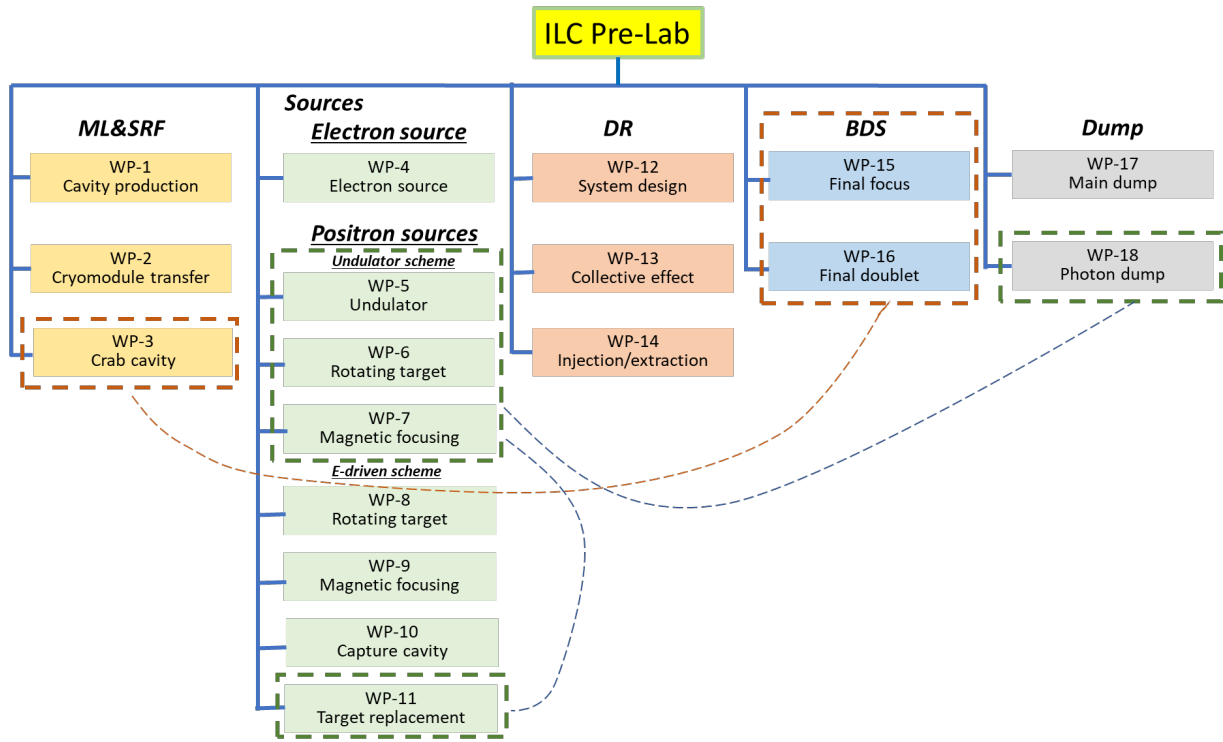 ILC Pre-Lab
ML&SRF
WP-1
Cavity production
WP-2
Cryomodule transfer
WP-3
Crab cavity
Sources
Electron source
WP-4
Electron source
Positron sources
Undulator scheme
WP-5
Undulator
WP-6
Rotating target
WP-7
Magnetic focusing
E-driven scheme
WP-8
Rotating target
WP-9
Magnetic focusing
WP-10
Capture cavity
WP-11
Target replacement
DR
WP-12
System design
WP-13
Collective effect
WP-14
Injection/extraction
BDS
WP-15
Final focus
WP-16
Final doublet
Dump
WP-17
Main dump
WP-18
Photon dump